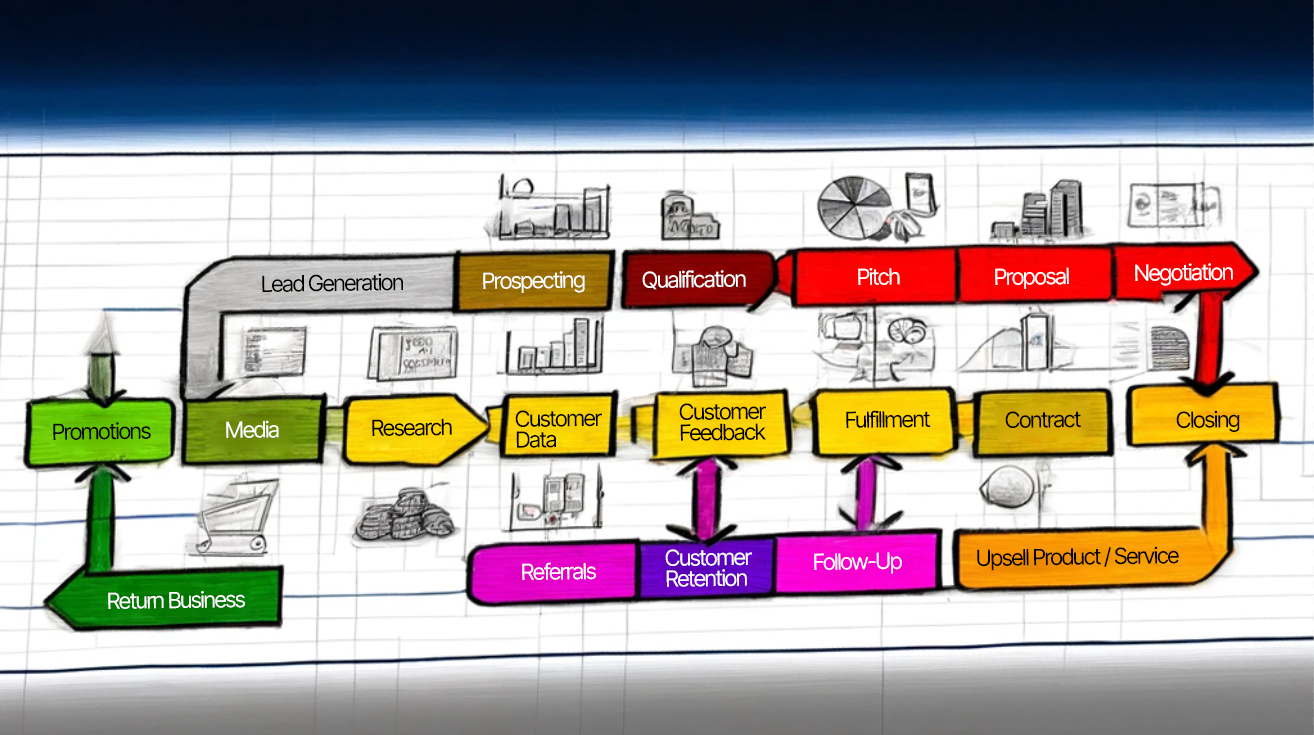 Lead Generation
Prospecting
Qualification
Pitch
Proposal
Negotiation
Promotions
Media
Research
Customer
Data
Customer
Feedback
Fulfillment
Contract
Closing
Referrals
Customer
Retention
Follow-Up
Upsell Product / Service
Return Business